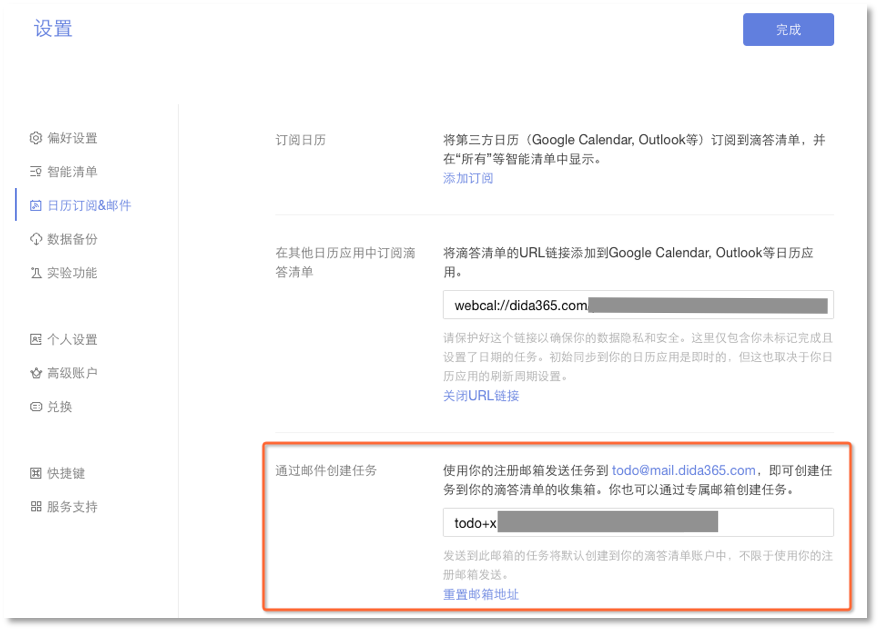 设置
完成
偏好设置
智能清单
日历订阅&邮件
数据备份
实验功能
个人设置
高级账户
兑换
快捷键
服务支持
订阅日历
将第三方日历（Google Calendar, Outlook等）订阅到滴答清单，并
在“所有”等智能清单中显示。
添加订阅
在其他日历应用中订阅滴
答清单
将滴答清单的URL链接添加到Google Calendar, Outlook等日历应
用。
webcal://dida365.com
请保护好这个链接以确保你的数据隐私和安全。这里仅包含你未标记完成且
设置了日期的任务。初始同步到你的日历应用是即时的，但这也取决于你日
历应用的刷新周期设置。
关闭URL链接
通过邮件创建任务
使用你的注册邮箱发送任务到 todo@mail.dida365.com，即可创建任
务到你的滴答清单的收集箱。你也可以通过专属邮箱创建任务。
todo+x
发送到此邮箱的任务将默认创建到你的滴答清单账户中，不限于使用你的注
册邮箱发送。
重置邮箱地址